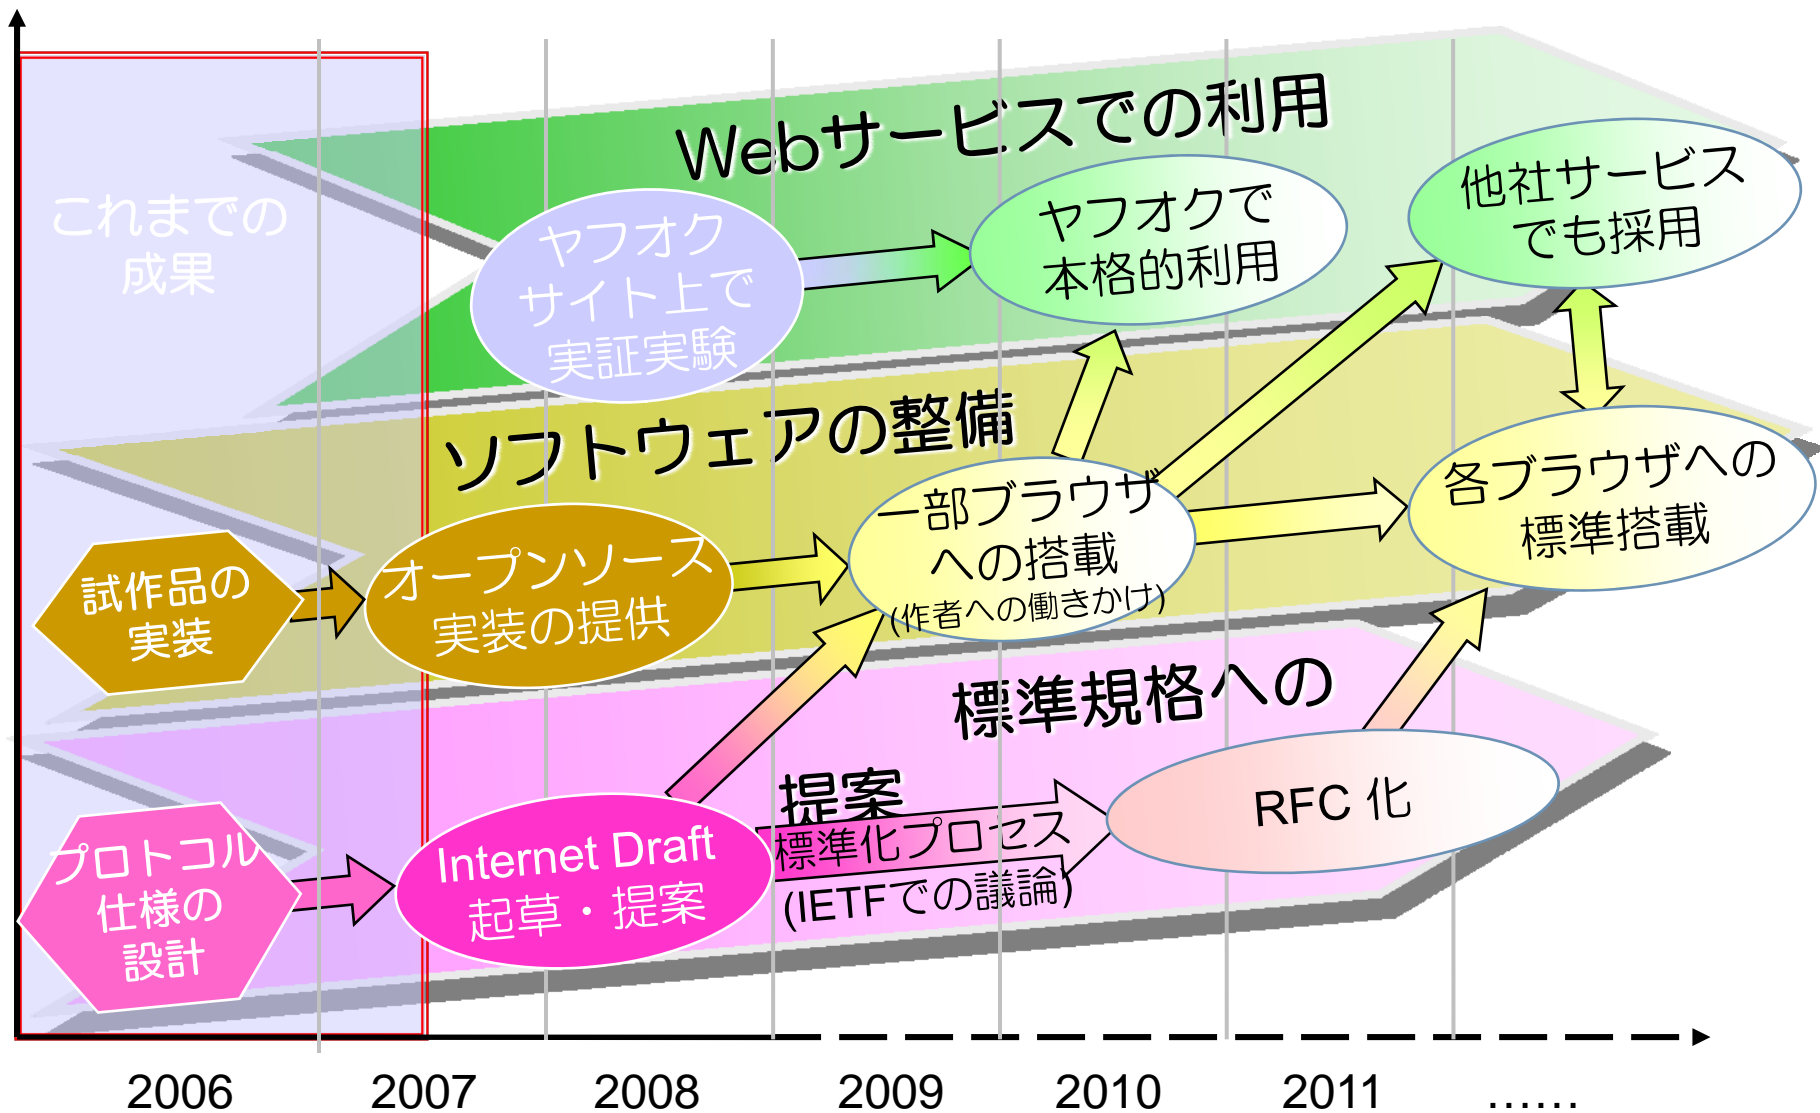 Webサービスでの利用
これまでの
成果
ヤフオク
サイト上で
実証実験
ヤフオクで
本格的利用
他社サービス
でも採用
ソフトウェアの整備
試作品の
実装
オープンソース
実装の提供
一部ブラウザ
への搭載
(作者への働きかけ)
各ブラウザへの
標準搭載
標準規格への
提案
プロトコル
仕様の
設計
Internet Draft
起草・提案
標準化プロセス
(IETFでの議論)
RFC 化
2006 2007 2008 2009 2010 2011 ……